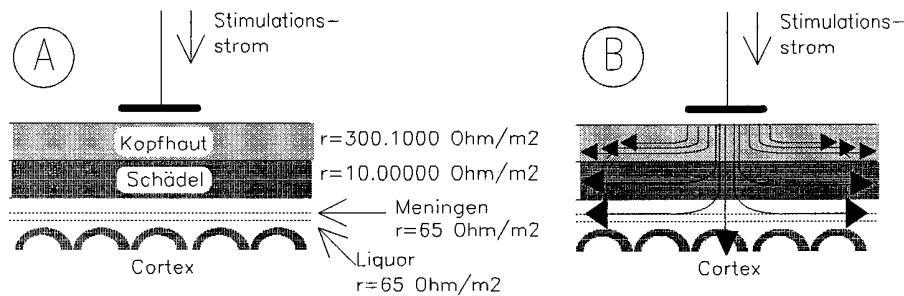 A
Stimulations-
strom
Kopfhaut
r=300.1000 Ohm/m2
Schädel
r=10.00000 Ohm/m2
Meningen
r=65 Ohm/m2
Liquor
r=65 Ohm/m2
Cortex
B
Stimulations-
strom
Cortex